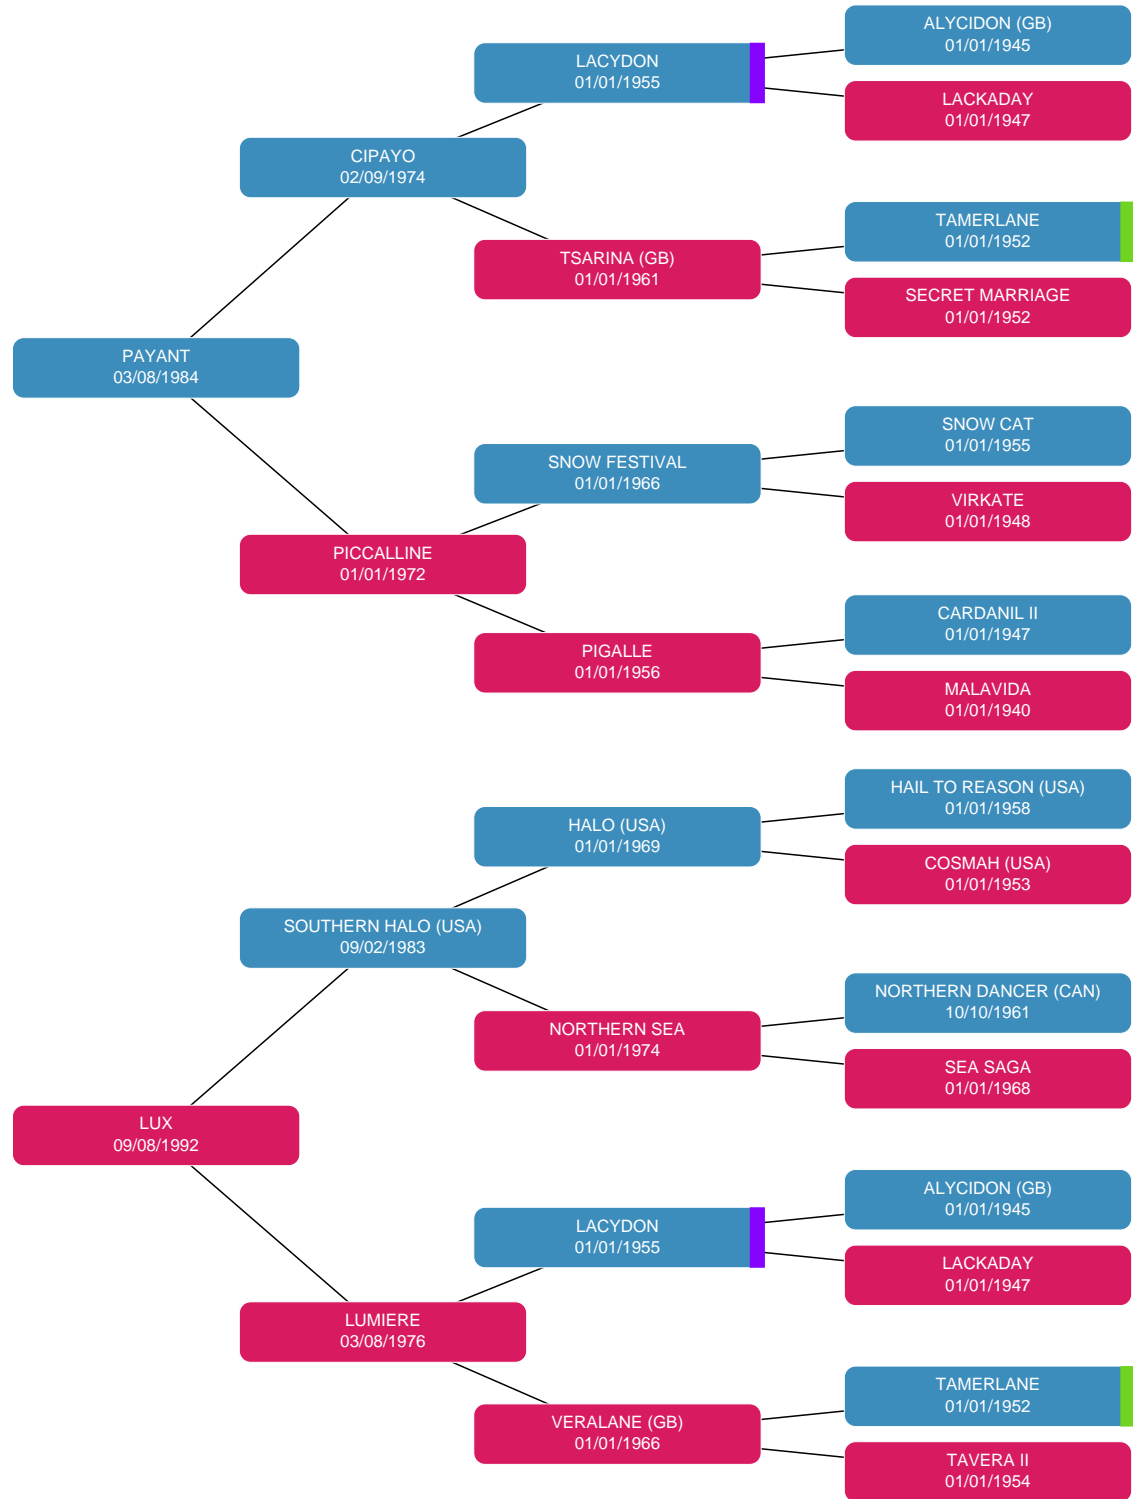 ALYCIDON (GB)
01/01/1945
LACYDON
01/01/1955
LACKADAY
01/01/1947
CIPAYO
02/09/1974
TAMERLANE
01/01/1952
TSARINA (GB)
01/01/1961
SECRET MARRIAGE
01/01/1952
PAYANT
03/08/1984
SNOW CAT
01/01/1955
SNOW FESTIVAL
01/01/1966
VIRKATE
01/01/1948
PICCALLINE
01/01/1972
CARDANIL II
01/01/1947
PIGALLE
01/01/1956
MALAVIDA
01/01/1940
HAIL TO REASON (USA)
01/01/1958
HALO (USA)
01/01/1969
COSMAH (USA)
01/01/1953
SOUTHERN HALO (USA)
09/02/1983
NORTHERN DANCER (CAN)
10/10/1961
NORTHERN SEA
01/01/1974
SEA SAGA
01/01/1968
LUX
09/08/1992
ALYCIDON (GB)
01/01/1945
LACYDON
01/01/1955
LACKADAY
01/01/1947
LUMIERE
03/08/1976
TAMERLANE
01/01/1952
VERALANE (GB)
01/01/1966
TAVERA II
01/01/1954